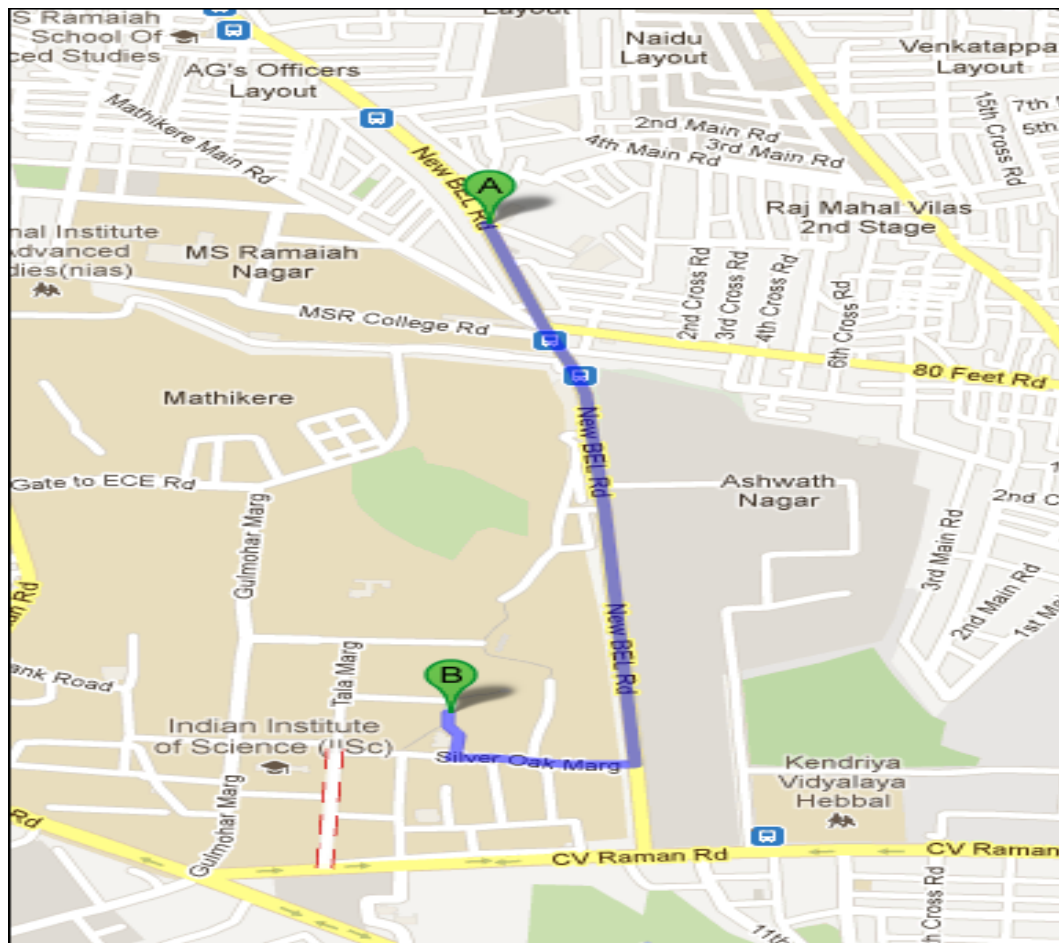 S Ramaiah
School Of
ced Studies
Layout
Naidu
Layout
Venkatappa
Layout
AG's Officers
Layout
15th Cross Rd
7th M
5th
Mathikere Main Rd
2nd Main Rd
3rd Main Rd
4th Main Rd
New BEL Rd
A
Raj Mahal Vilas
2nd Stage
nal Institute
Advanced
dies(nias)
MS Ramaiah
Nagar
2nd Cross Rd
3rd Cross Rd
4th Cross Rd
6th Cross Rd
MSR College Rd
80 Feet Rd
Mathikere
New BEL Rd
Gate to ECE Rd
Ashwath
Nagar
2nd C
Gulmohar Marg
3rd Main Rd
2nd Main Rd
1st Ma
an Rd
New BEL Rd
ank Road
Tala Marg
B
Indian Institute
of Science (IISc)
Silver Oak Marg
Kendriya
Vidyalaya
Hebbal
Rd
Gulmohar Marg
CV Raman Rd
CV Raman
11th
Cross Rd